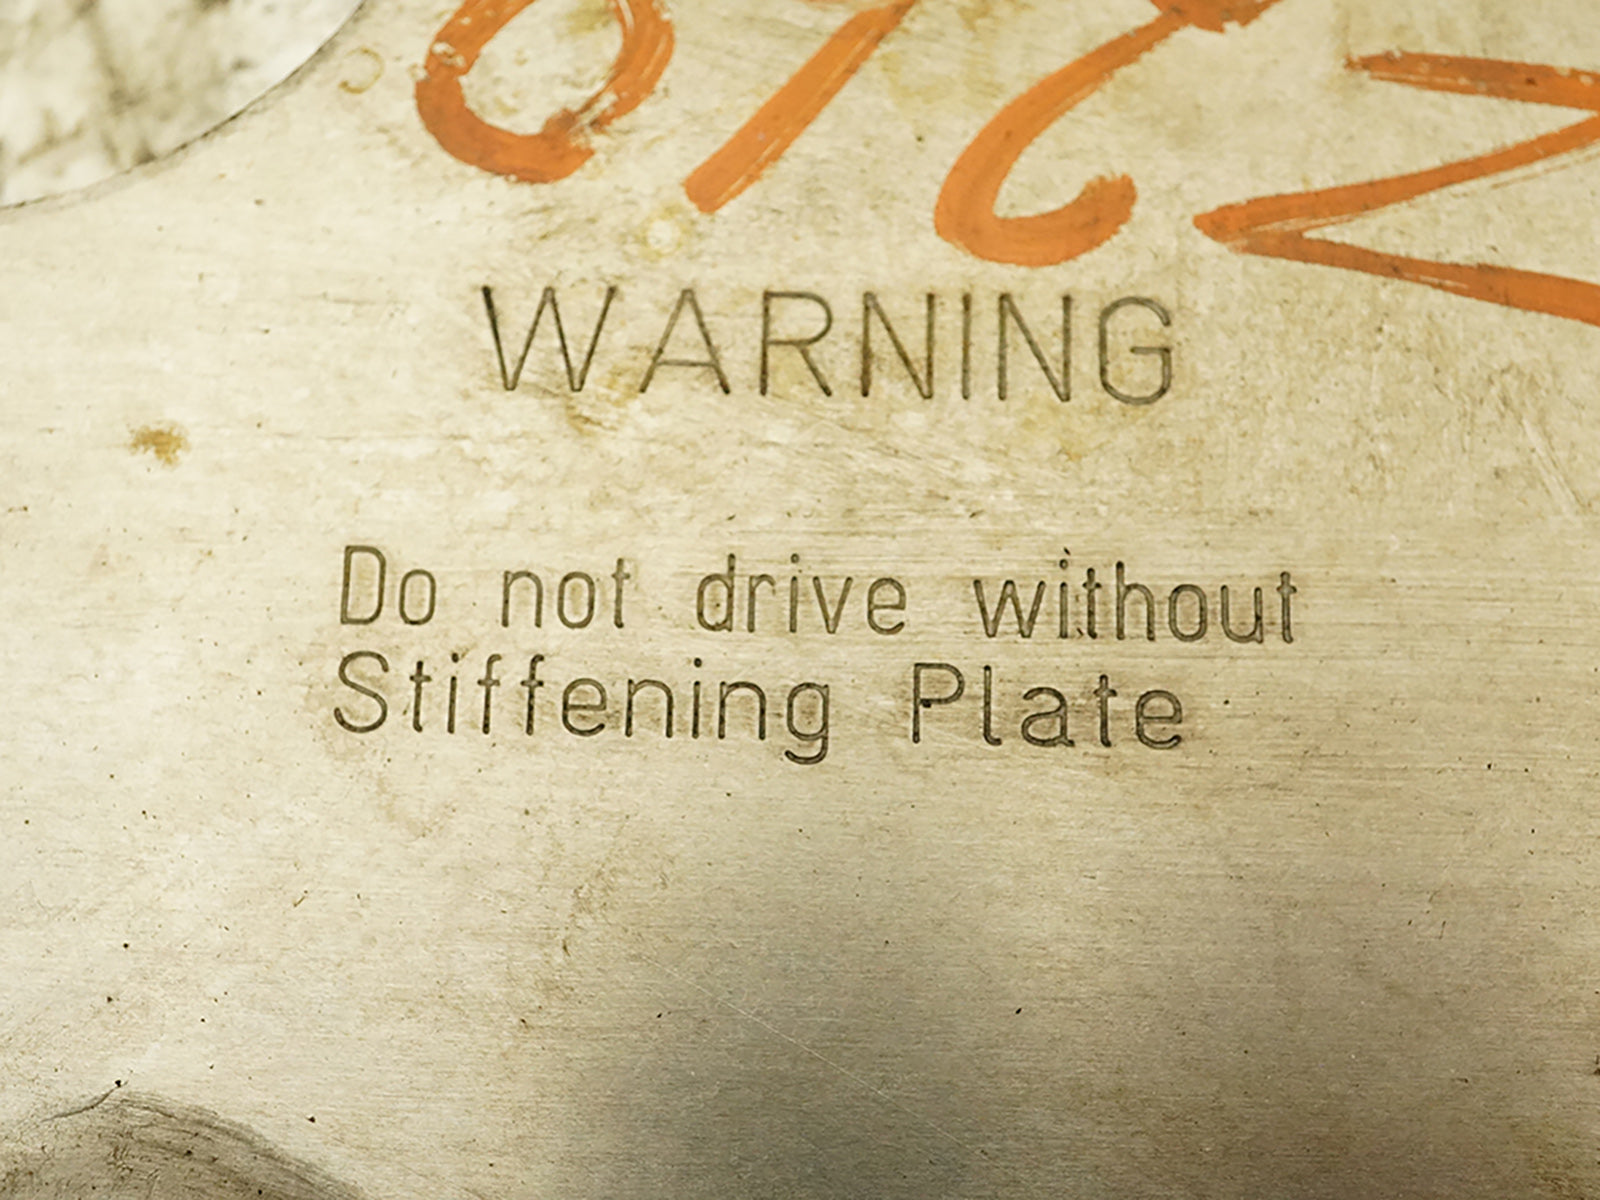 WARNING
Do not drive without
Stiffening Plate